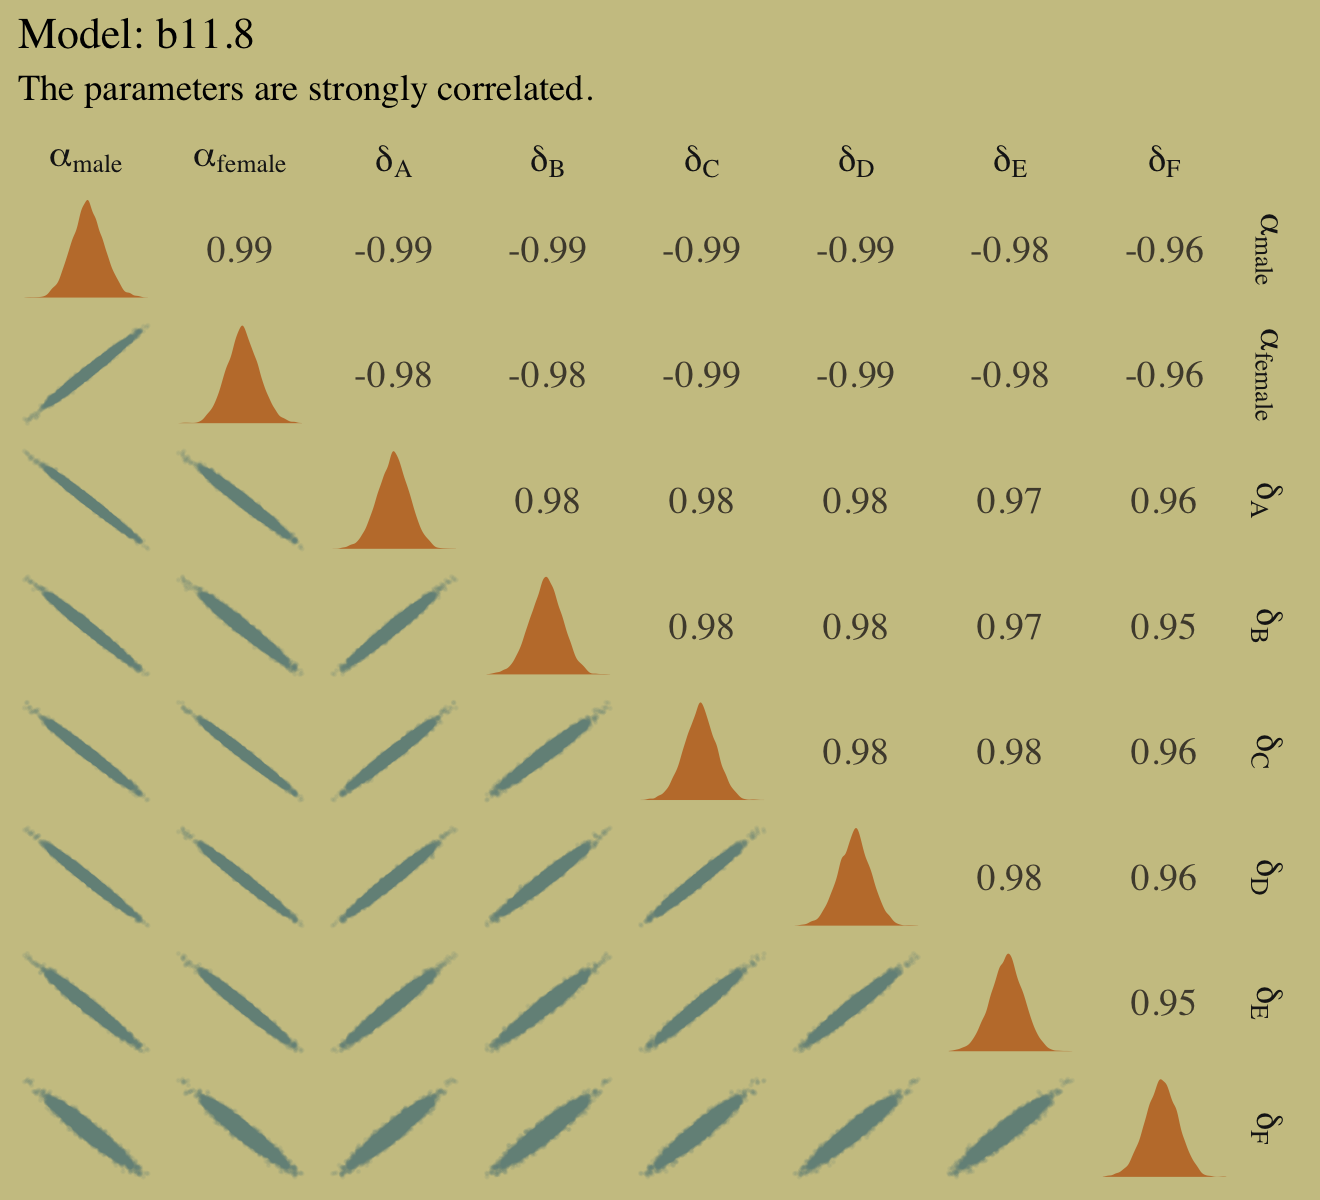 Model: b11.8
The parameters are strongly correlated.
αmale αfemale δA δB δC δD δE δF
0.99 -0.99 -0.99 -0.99 -0.99 -0.98 -0.96 αmale
-0.98 -0.98 -0.99 -0.99 -0.98 -0.96 αfemale
0.98 0.98 0.98 0.97 0.96 δA
0.98 0.98 0.97 0.95 δB
0.98 0.98 0.96 δC
0.98 0.96 δD
0.95 δE
δF